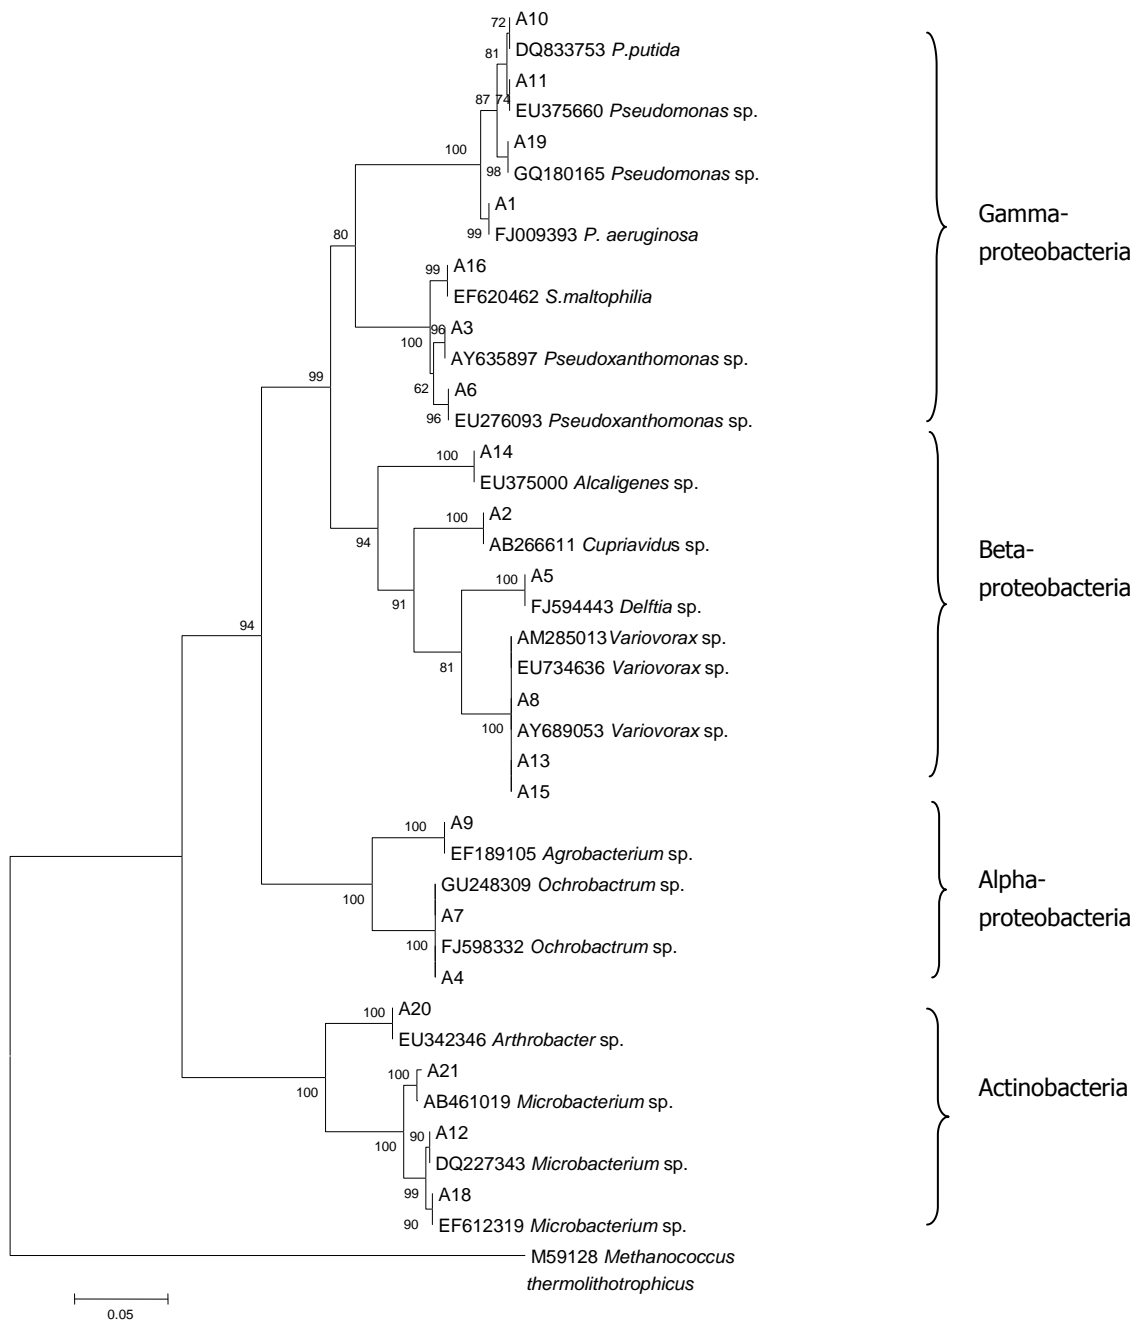 72 A10
DQ833753 P.putida
81
A11
87 74
EU375660 Pseudomonas sp.
A19
100
98 GQ180165 Pseudomonas sp.
A1
99 FJ009393 P. aeruginosa
Gamma-
proteobacteria
80
99 A16
EF620462 S.maltophilia
96 A3
100
AY635897 Pseudoxanthomonas sp.
99
62 A6
96 EU276093 Pseudoxanthomonas sp.
100 A14
EU375000 Alcaligenes sp.
100 A2
94 AB266611 Cupriavidus sp.
Beta-
proteobacteria
100 A5
91 FJ594443 Delftia sp.
94
AM285013 Variovorax sp.
81 EU734636 Variovorax sp.
A8
100 AY689053 Variovorax sp.
A13
A15
100 A9
EF189105 Agrobacterium sp.
GU248309 Ochrobactrum sp.
100
A7
100 FJ598332 Ochrobactrum sp.
A4
Alpha-
proteobacteria
100 A20
EU342346 Arthrobacter sp.
100 A21
100
AB461019 Microbacterium sp.
Actinobacteria
90 A12
100
DQ227343 Microbacterium sp.
99 A18
90 EF612319 Microbacterium sp.
M59128 Methanococcus
thermolithotrophicus
0.05